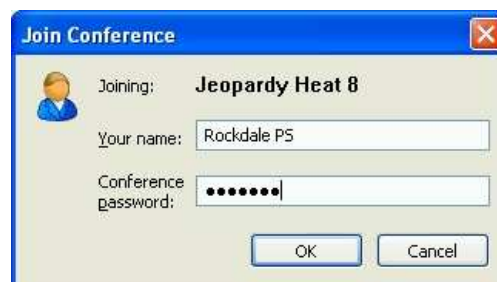 Join Conference
Joining: Jeopardy Heat 8
Your name: Rockdale PS
Conference
password: •••••••
OK Cancel